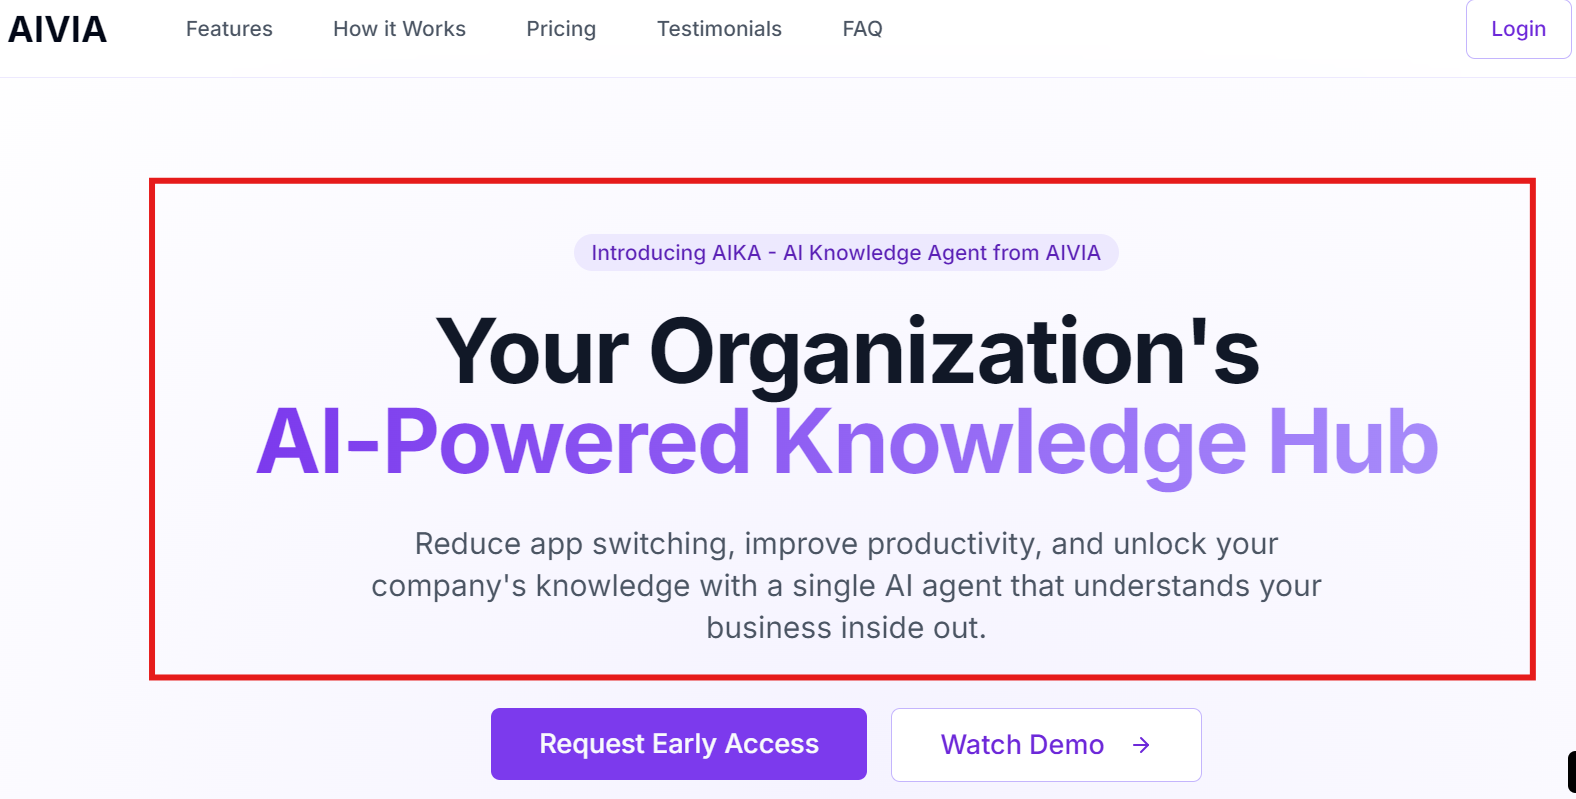 AIVIA
Features
How it Works
Pricing
Testimonials
FAQ
Login
Introducing AIKA - AI Knowledge Agent from AIVIA
Your Organization's
AI-Powered Knowledge Hub
Reduce app switching, improve productivity, and unlock your
company's knowledge with a single AI agent that understands your
business inside out.
Request Early Access
Watch Demo →